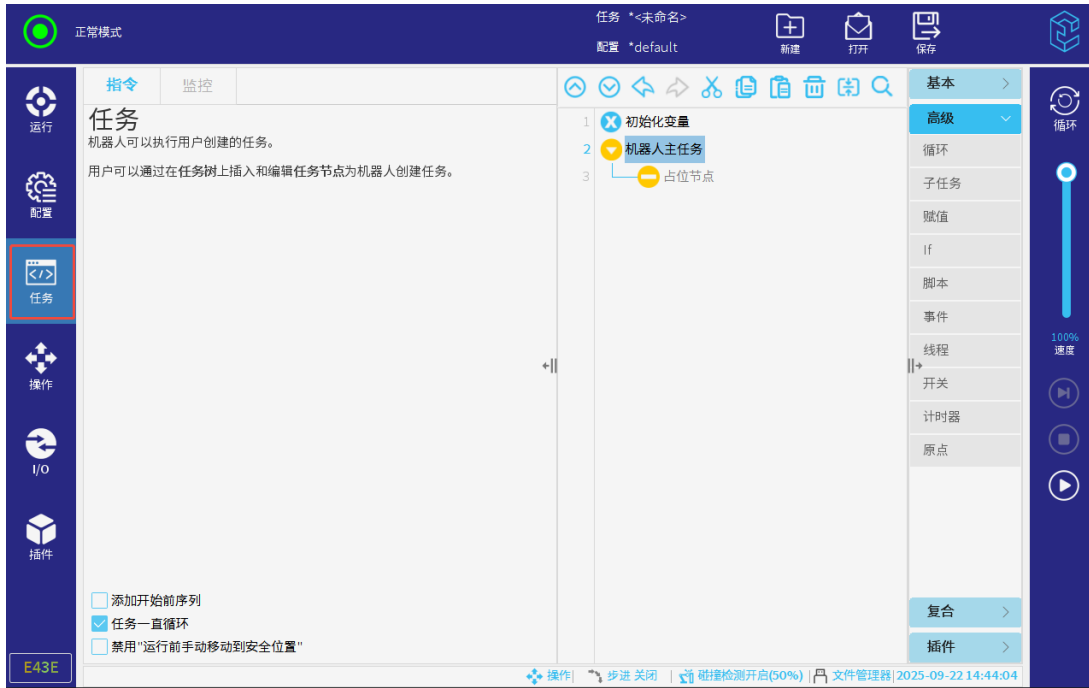 正常模式
任务 *<未命名>
配置 *default
新建
打开
保存
运行
配置
任务
操作
I/O
插件
E43E
指令
监控
任务
机器人可以执行用户创建的任务。
用户可以通过在任务树上插入和编辑任务节点为机器人创建任务。
添加开始前序列
任务一直循环
禁用"运行前手动移动到安全位置"
1 初始化变量
2 机器人主任务
3 占位节点
基本
高级
循环
子任务
赋值
If
脚本
事件
线程
开关
计时器
原点
复合
插件
循环
100%
速度
操作| 步进 关闭 | 碰撞检测开启(50%) | 文件管理器|2025-09-22 14:44:04